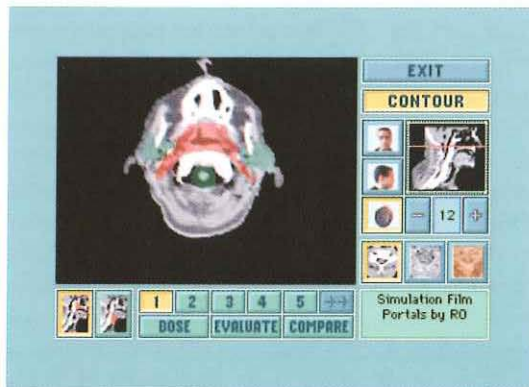 EXIT
CONTOUR
− 12 +
1 2 3 4 5
DOSE EVALUATE COMPARE
Simulation Film
Portals by RO